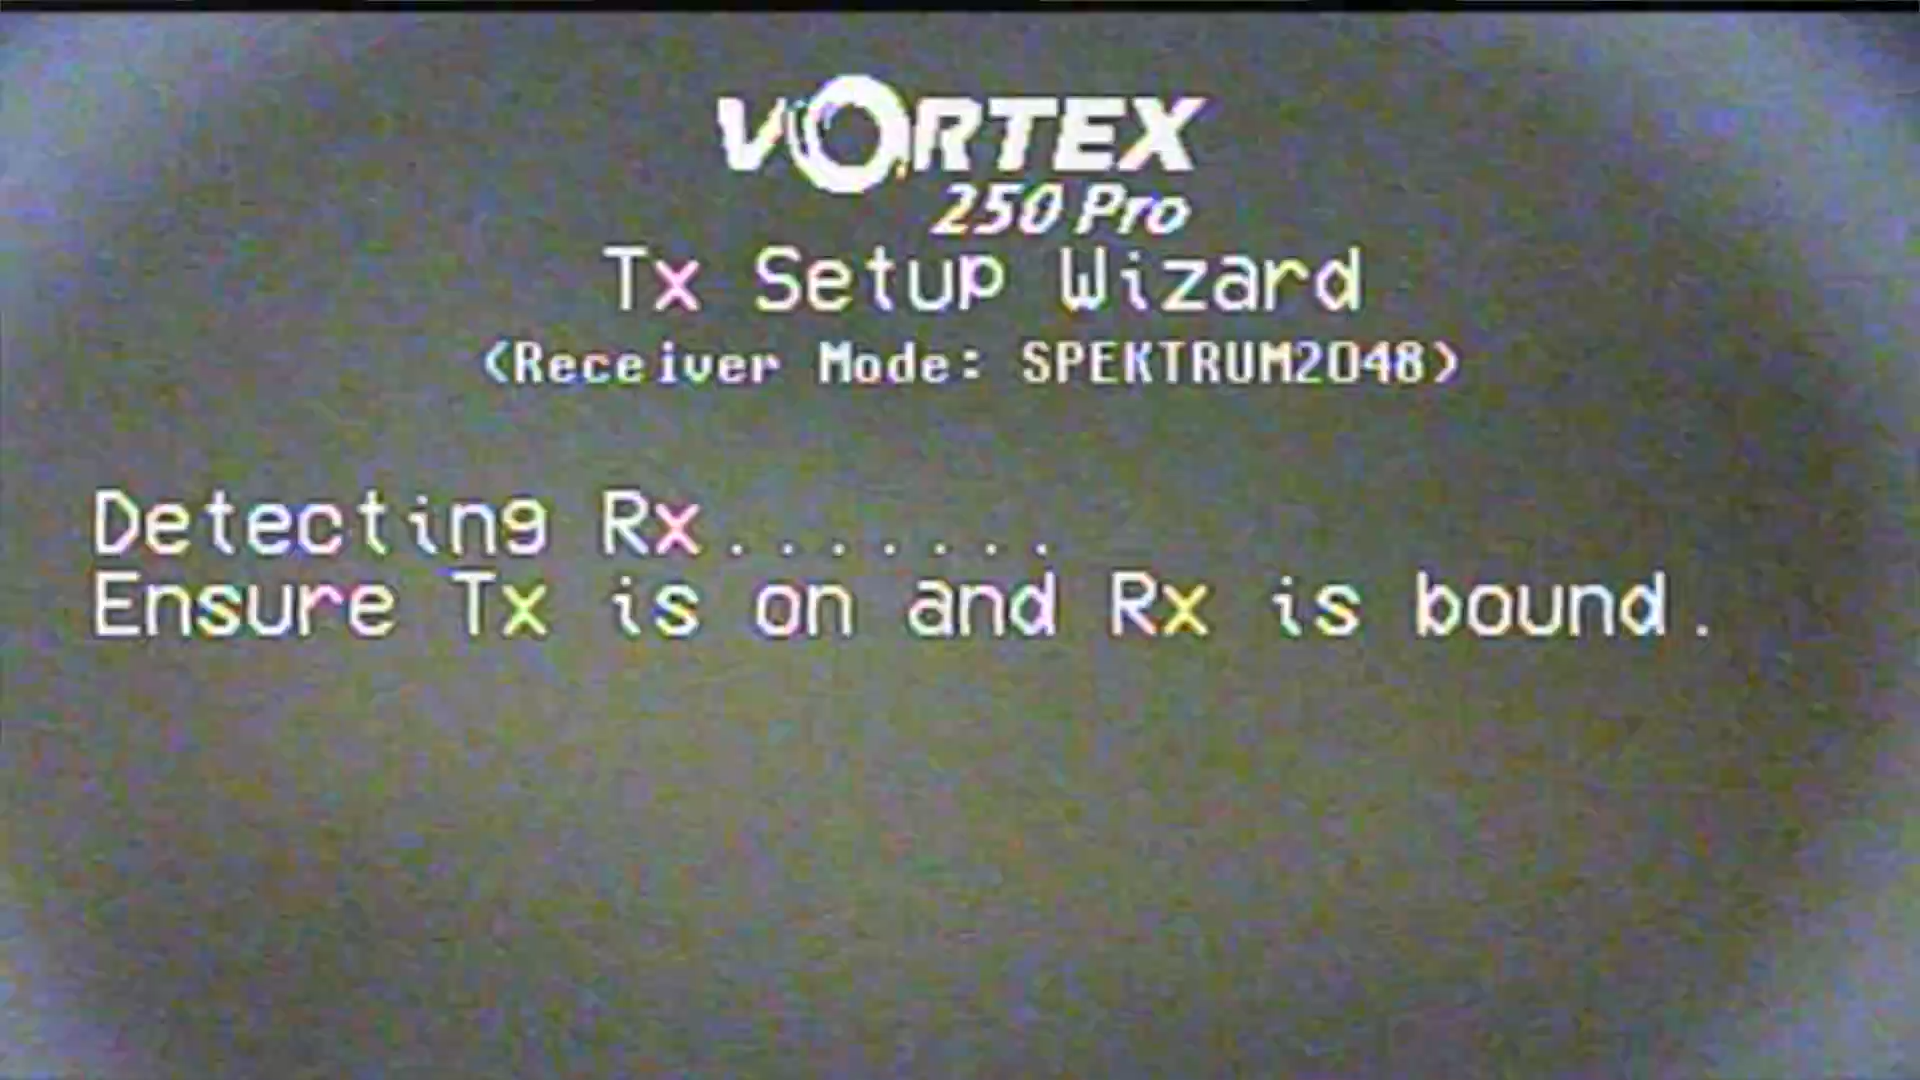 VORTEX
250 Pro
Tx Setup Wizard
<Receiver Mode: SPEKTRUM2048>
Detecting Rx.......
Ensure Tx is on and Rx is bound.